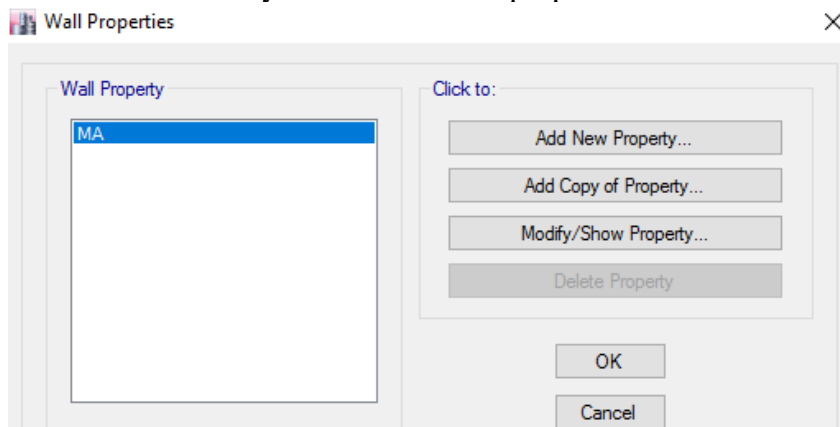 Wall Properties
Wall Property
MA
Click to:
Add New Property...
Add Copy of Property...
Modify/Show Property...
Delete Property
OK
Cancel